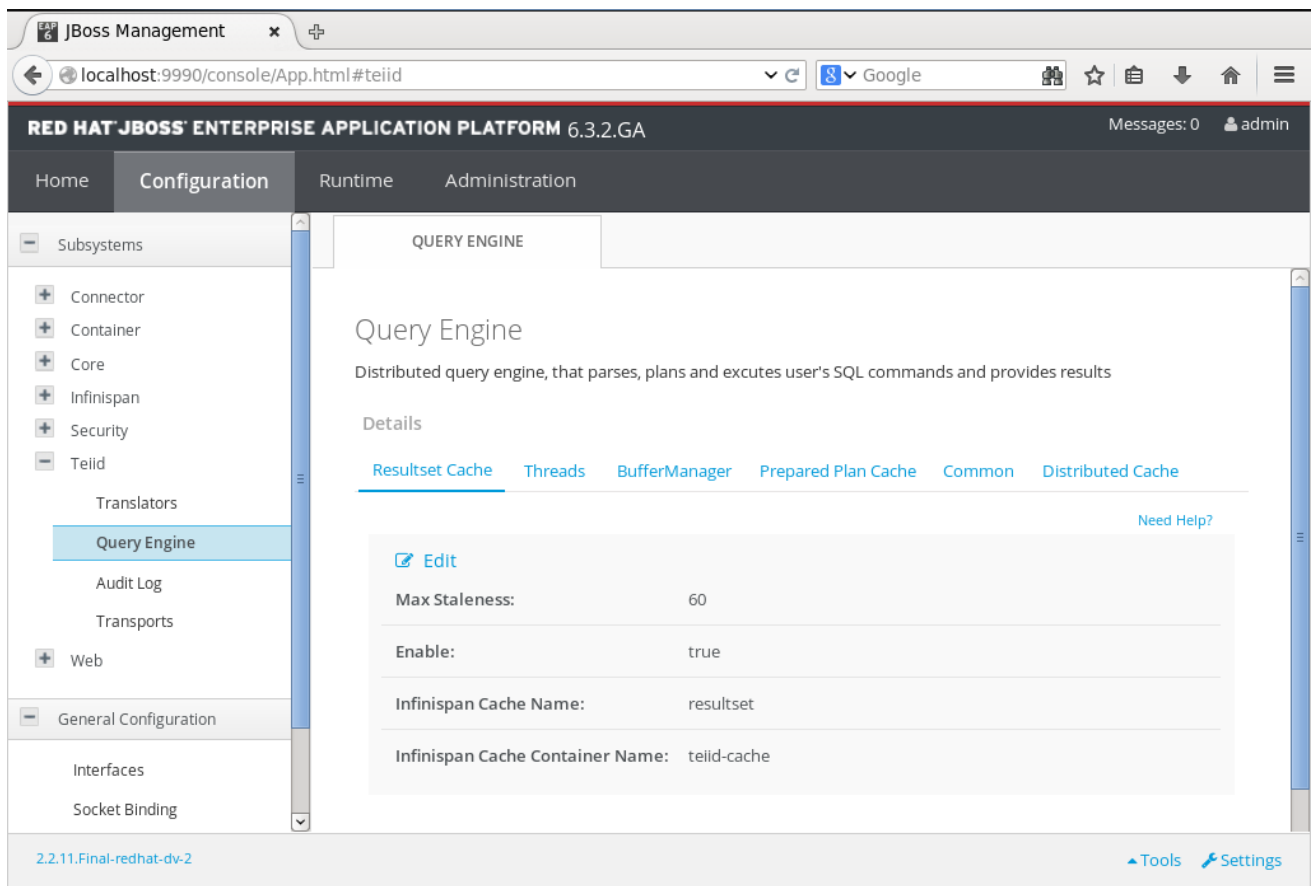 EAP 6 JBoss Management
localhost:9990/console/App.html#teiid
8 Google
RED HAT JBOSS ENTERPRISE APPLICATION PLATFORM 6.3.2.GA
Messages: 0 admin
Home Configuration Runtime Administration
Subsystems
Connector
Container
Core
Infinispan
Security
Teiid
Translators
Query Engine
Audit Log
Transports
Web
General Configuration
Interfaces
Socket Binding
QUERY ENGINE
Query Engine
Distributed query engine, that parses, plans and excutes user's SQL commands and provides results
Details
Resultset Cache Threads BufferManager Prepared Plan Cache Common Distributed Cache
Need Help?
Edit
Max Staleness: 60
Enable: true
Infinispan Cache Name: resultset
Infinispan Cache Container Name: teiid-cache
2.2.11.Final-redhat-dv-2
Tools Settings